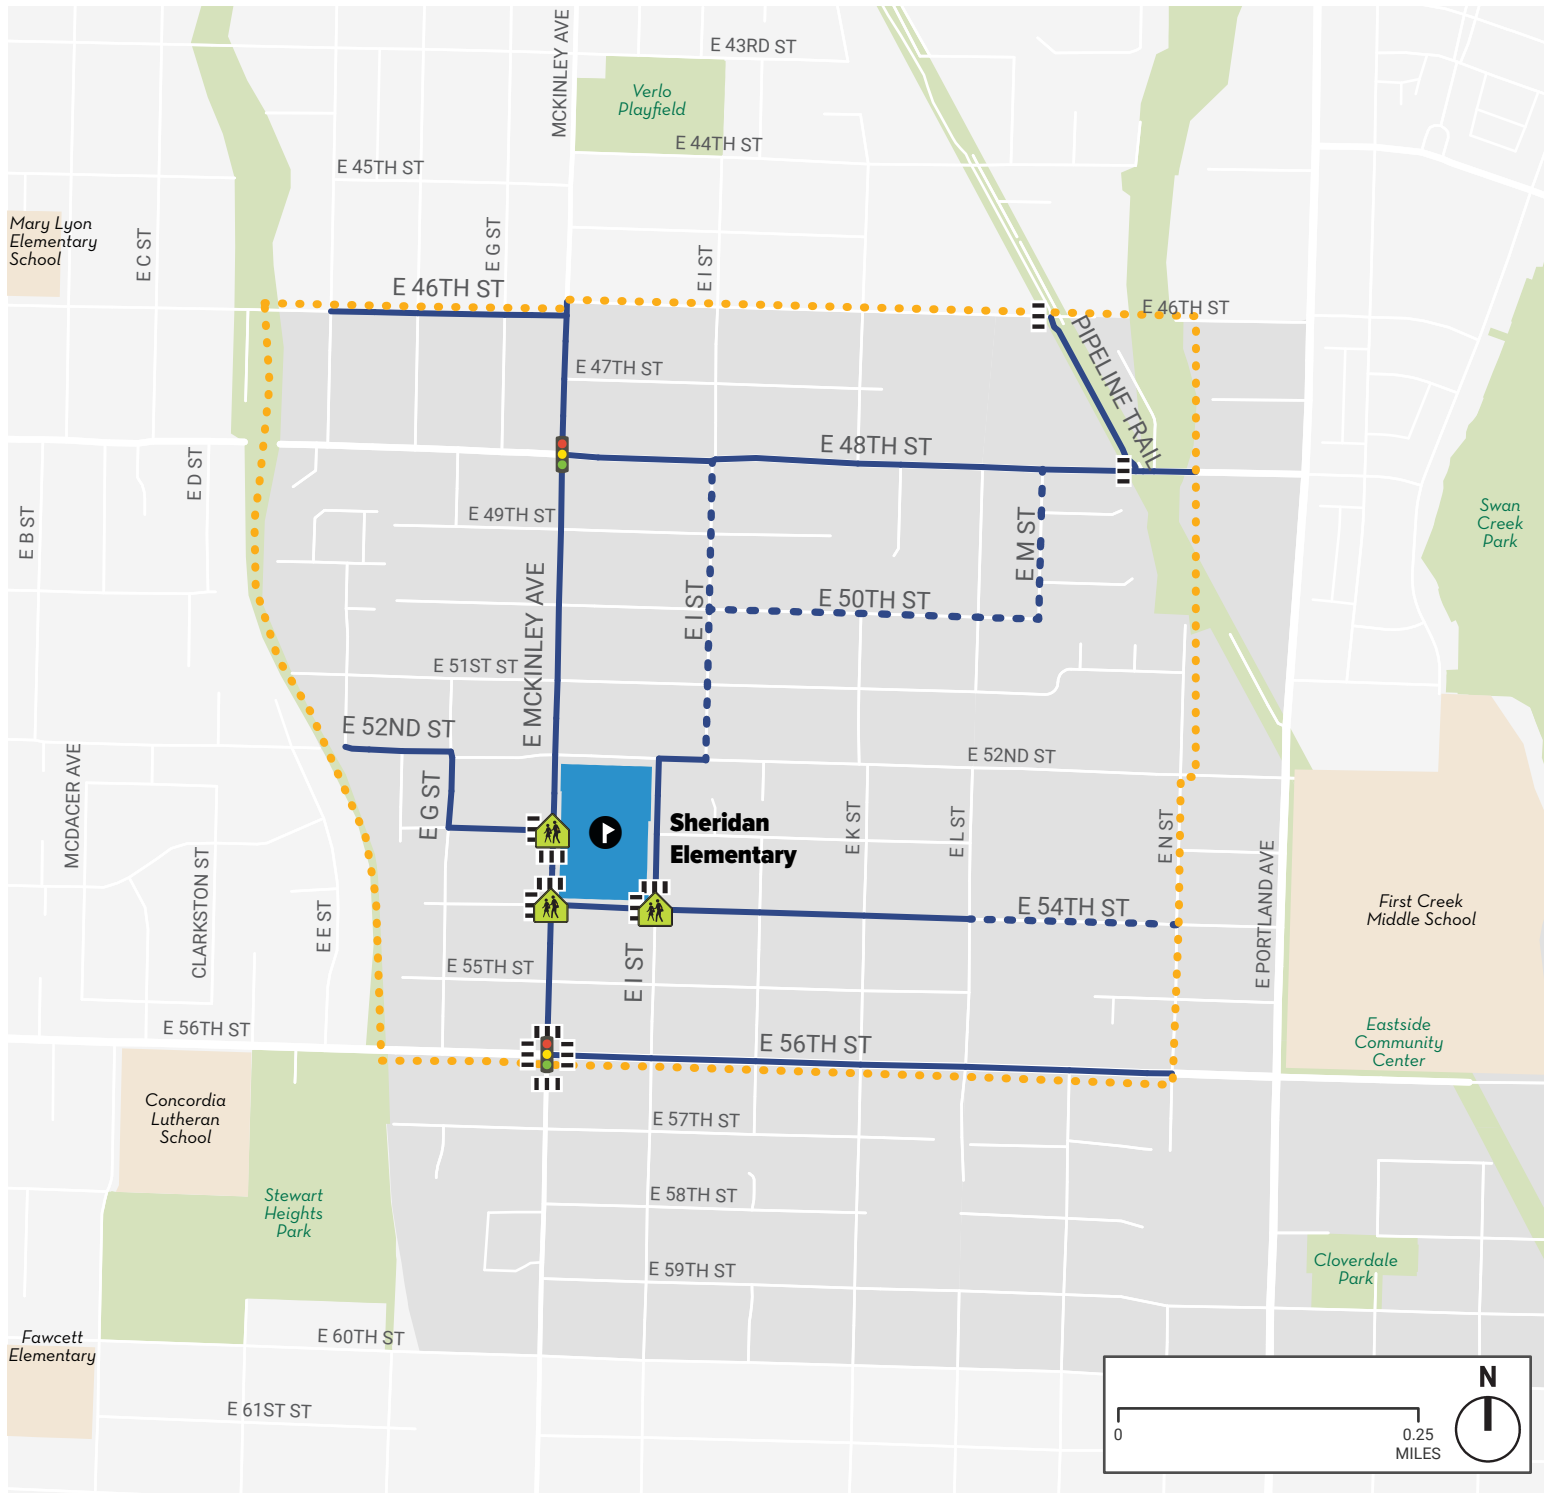 MCKINLEY AVE
E 43RD ST
Verlo
Playfield
E 44TH ST
E 45TH ST
Mary Lyon
Elementary
School
E C ST
E G ST
E I ST
E 46TH ST
E 46TH ST
PIPELINE TRAIL
E 47TH ST
E 48TH ST
E D ST
E B ST
E 49TH ST
E M ST
Swan
Creek
Park
E MCKINLEY AVE
E I ST
E 50TH ST
E 51ST ST
E 52ND ST
E 52ND ST
MCDACER AVE
E G ST
Sheridan
Elementary
E K ST
E L ST
E N ST
E PORTLAND AVE
CLARKSTON ST
E E ST
E 54TH ST
First Creek
Middle School
E 55TH ST
E I ST
E 56TH ST
E 56TH ST
Eastside
Community
Center
Concordia
Lutheran
School
E 57TH ST
Stewart
Heights
Park
E 58TH ST
E 59TH ST
Cloverdale
Park
Fawcett
Elementary
E 60TH ST
E 61ST ST
N
0
0.25
MILES